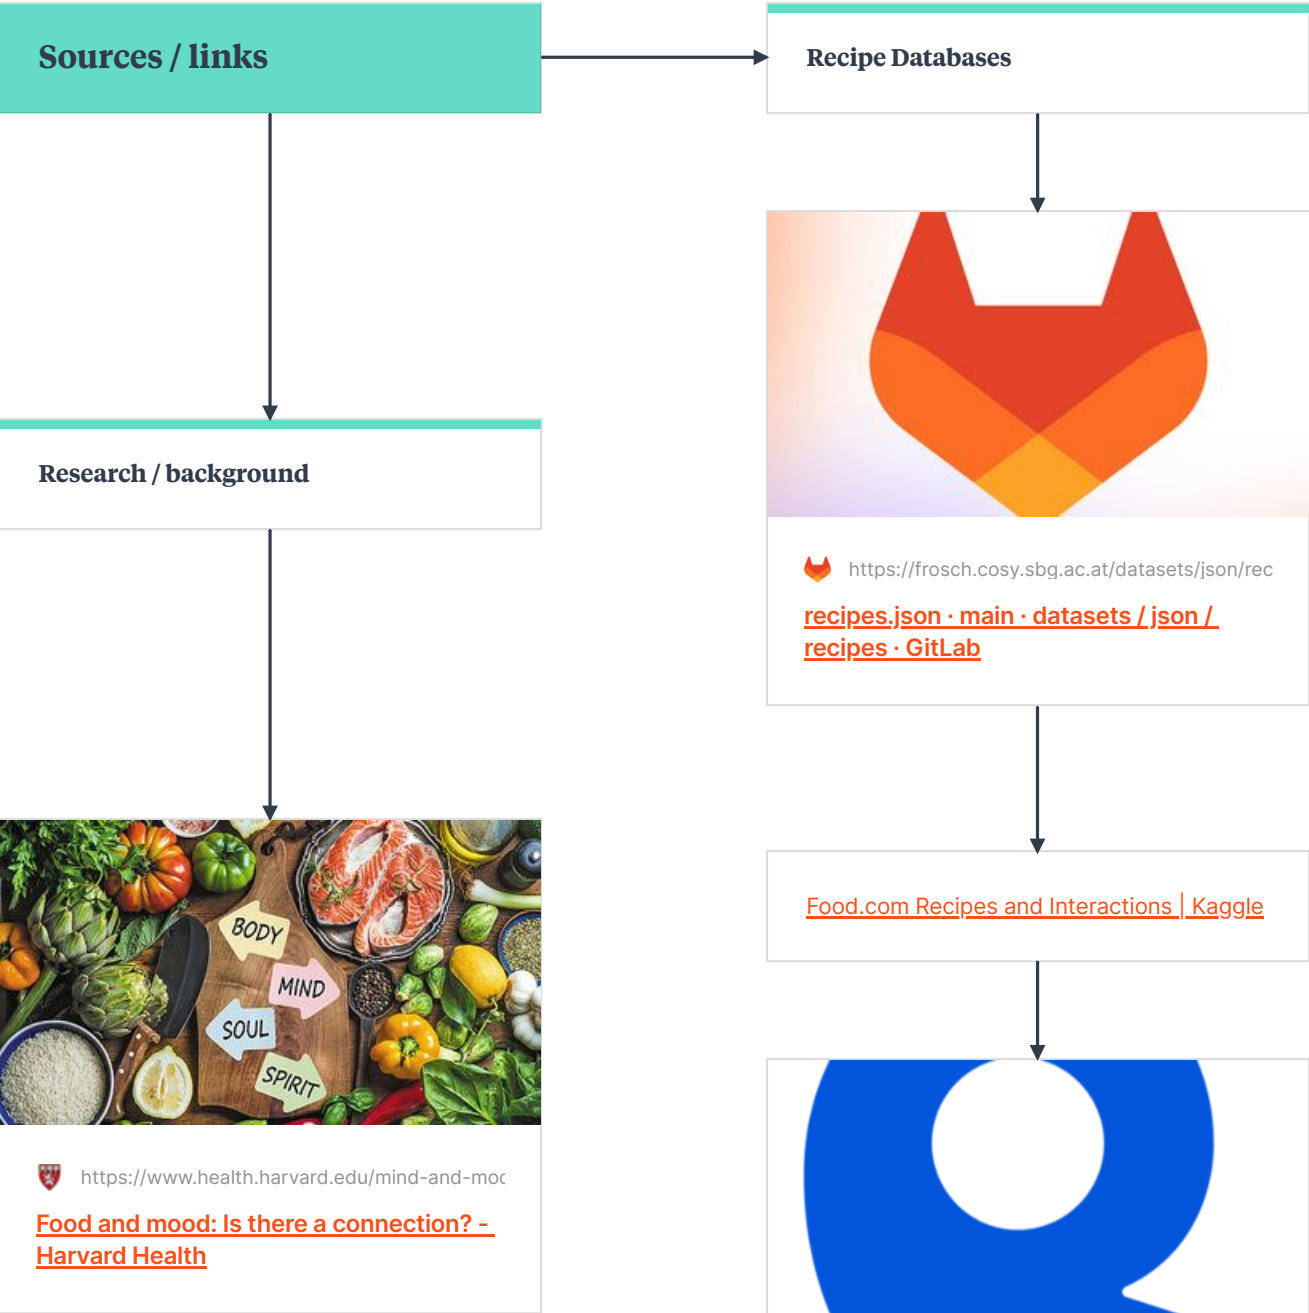 Sources / links
Recipe Databases
https://frosch.cosy.sbg.ac.at/datasets/json/rec
recipes.json · main · datasets / json /
recipes · GitLab
Research / background
Food.com Recipes and Interactions | Kaggle
BODY
MIND
SOUL
SPIRIT
https://www.health.harvard.edu/mind-and-moo
Food and mood: Is there a connection? -
Harvard Health